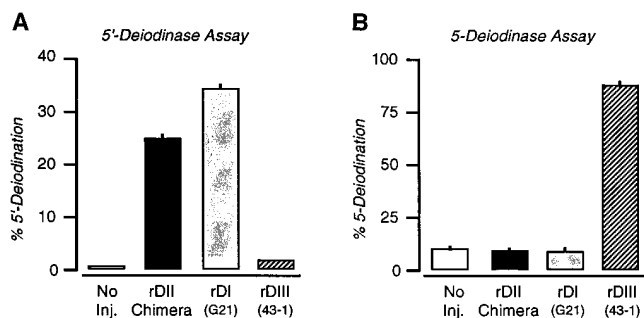 A
5'-Deiodinase Assay
% 5'-Deiodination
40
30
20
10
0
No Inj.
rDII Chimera
rDI (G21)
rDIII (43-1)
B
5-Deiodinase Assay
% 5-Deiodination
100
75
50
25
0
No Inj.
rDII Chimera
rDI (G21)
rDIII (43-1)